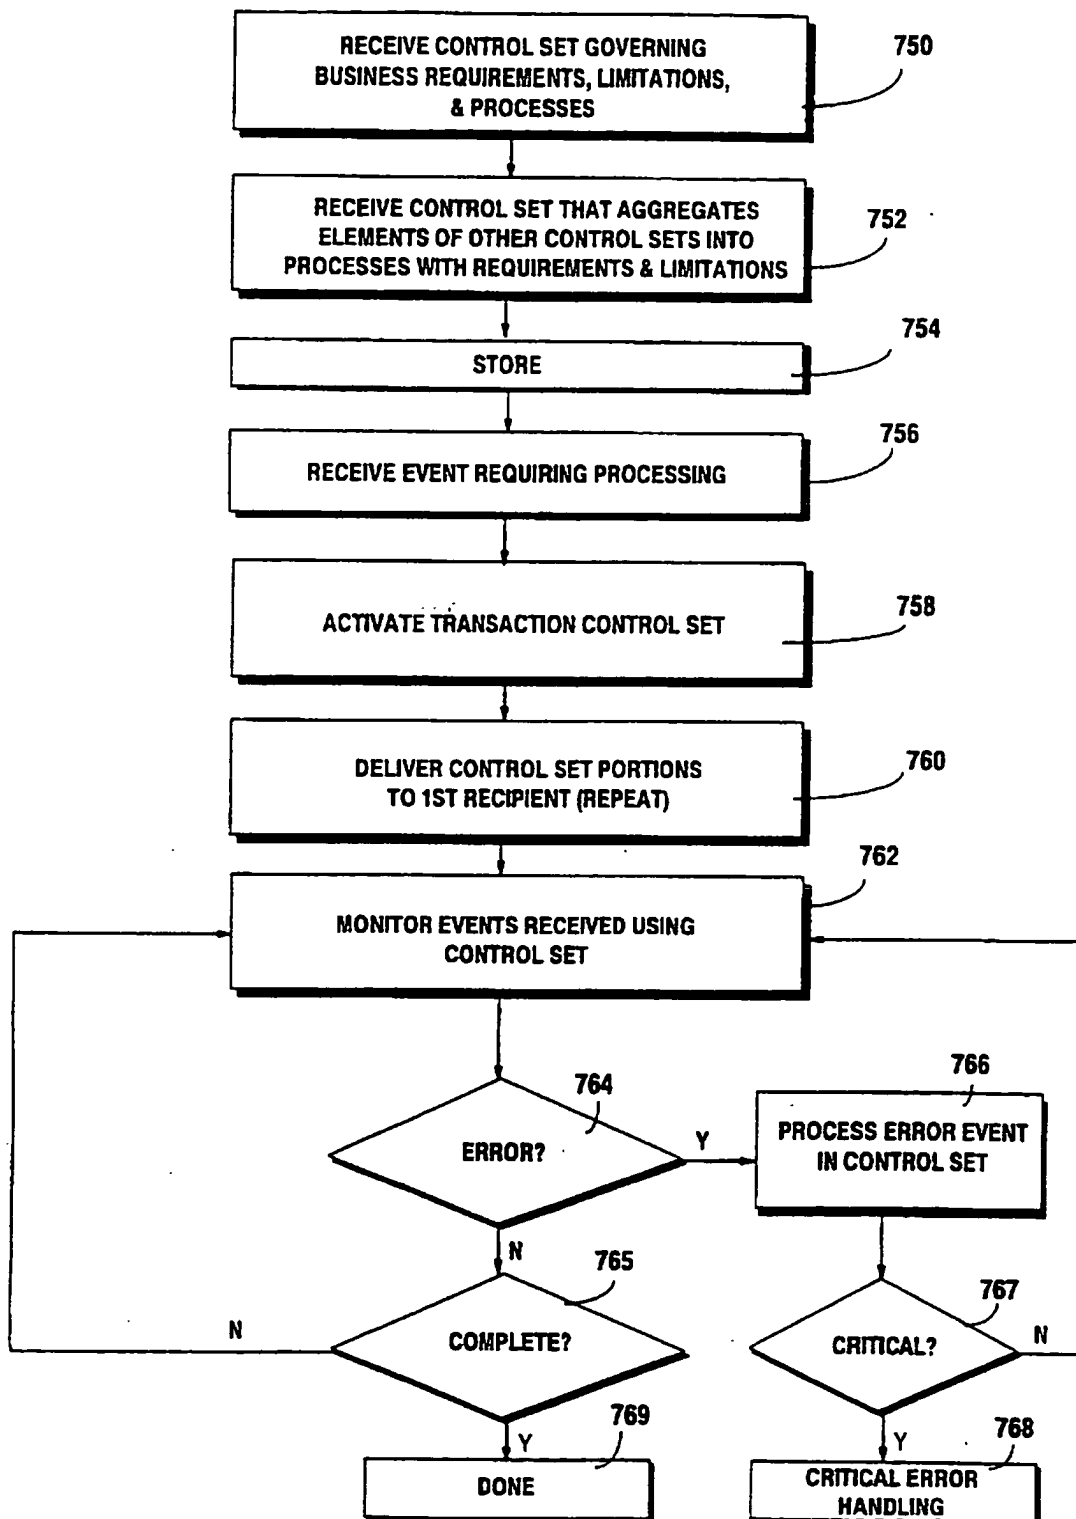 RECEIVE CONTROL SET GOVERNING
BUSINESS REQUIREMENTS, LIMITATIONS,
& PROCESSES
750
RECEIVE CONTROL SET THAT AGGREGATES
ELEMENTS OF OTHER CONTROL SETS INTO
PROCESSES WITH REQUIREMENTS & LIMITATIONS
752
STORE
754
RECEIVE EVENT REQUIRING PROCESSING
756
ACTIVATE TRANSACTION CONTROL SET
758
DELIVER CONTROL SET PORTIONS
TO 1ST RECIPIENT (REPEAT)
760
MONITOR EVENTS RECEIVED USING
CONTROL SET
762
ERROR?
764
Y
PROCESS ERROR EVENT
IN CONTROL SET
766
N
COMPLETE?
765
N
CRITICAL?
767
N
Y
DONE
769
Y
CRITICAL ERROR
HANDLING
768